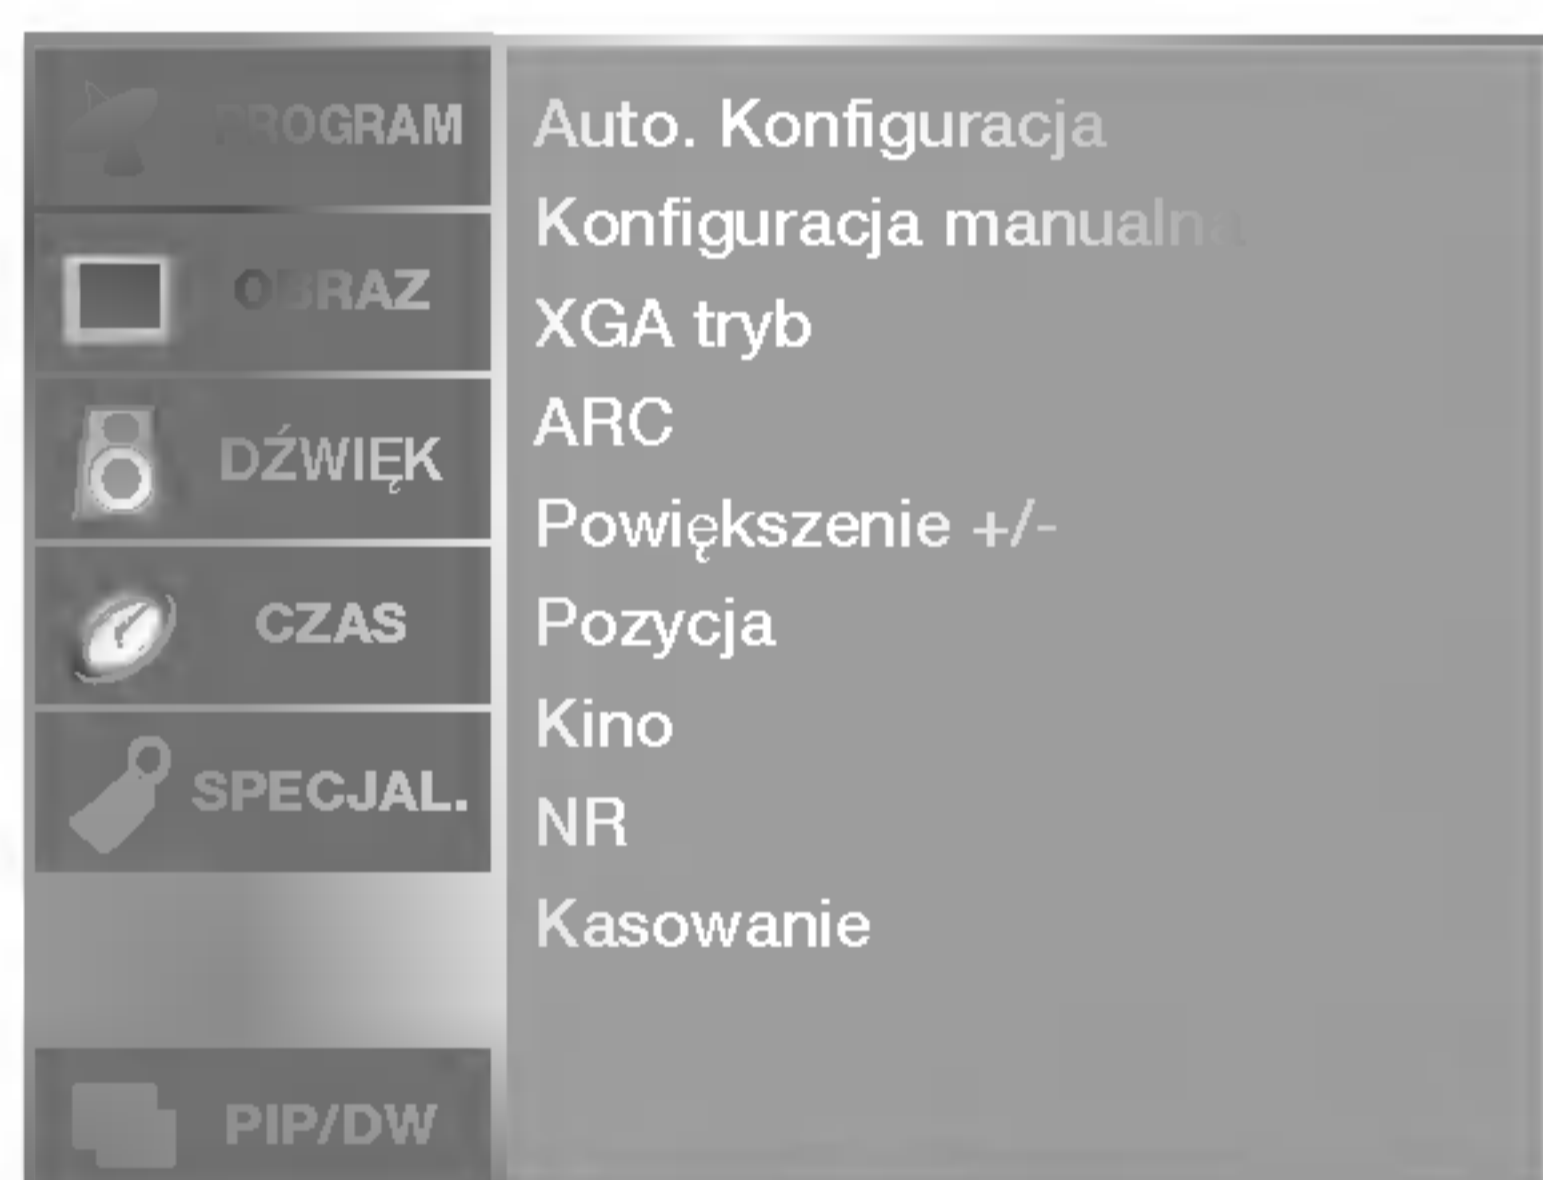 PROGRAM
OBRAZ
DŹWIĘK
CZAS
SPECJAL.
PIP/DW
Auto. Konfiguracja
Konfiguracja manualna
XGA tryb
ARC
Powiększenie +/-
Pozycja
Kino
NR
Kasowanie